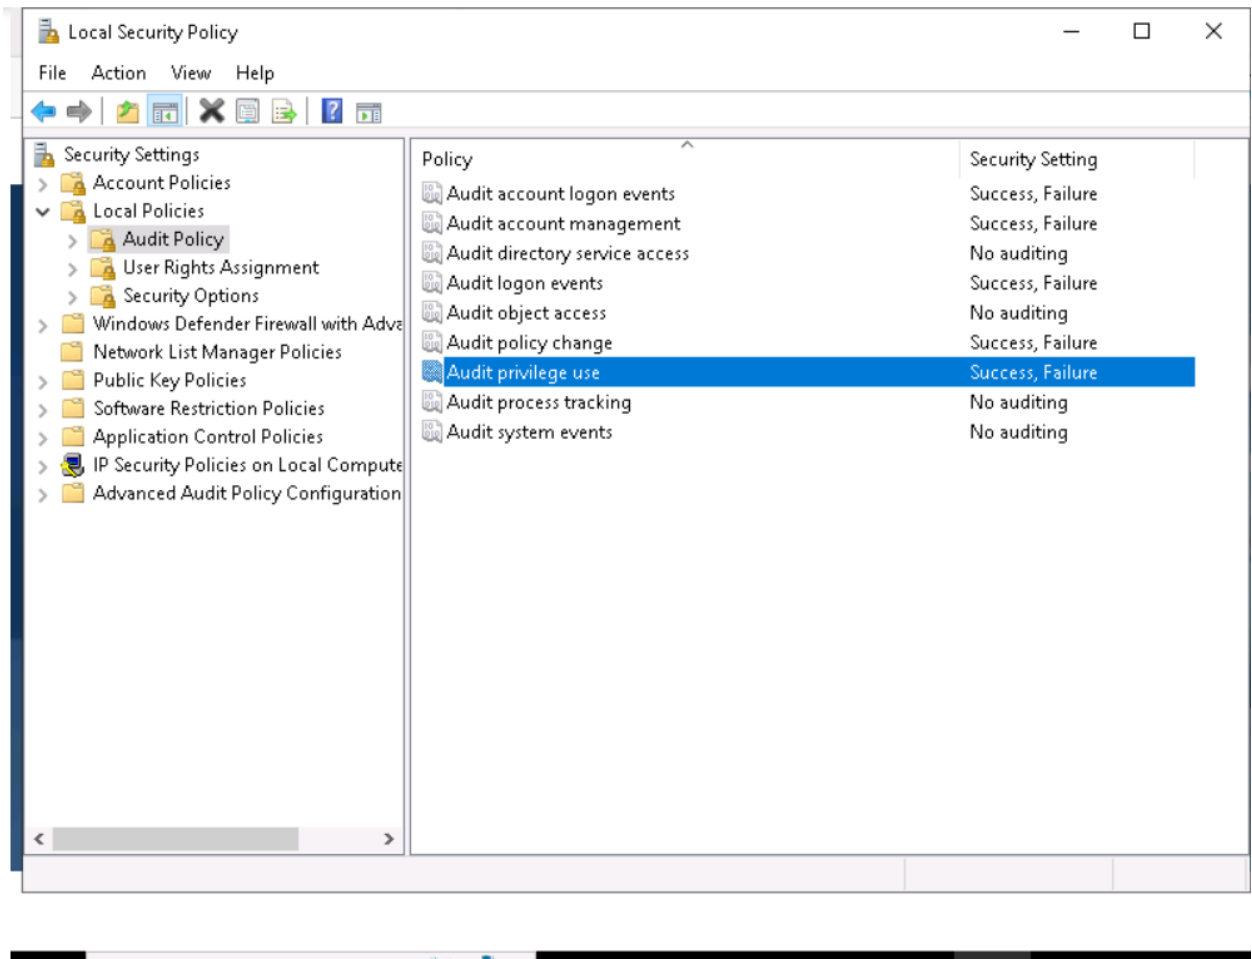 Local Security Policy
File Action View Help
Security Settings
Account Policies
Local Policies
Audit Policy
User Rights Assignment
Security Options
Windows Defender Firewall with Adva
Network List Manager Policies
Public Key Policies
Software Restriction Policies
Application Control Policies
IP Security Policies on Local Compute
Advanced Audit Policy Configuration
Policy Security Setting
Audit account logon events Success, Failure
Audit account management Success, Failure
Audit directory service access No auditing
Audit logon events Success, Failure
Audit object access No auditing
Audit policy change Success, Failure
Audit privilege use Success, Failure
Audit process tracking No auditing
Audit system events No auditing